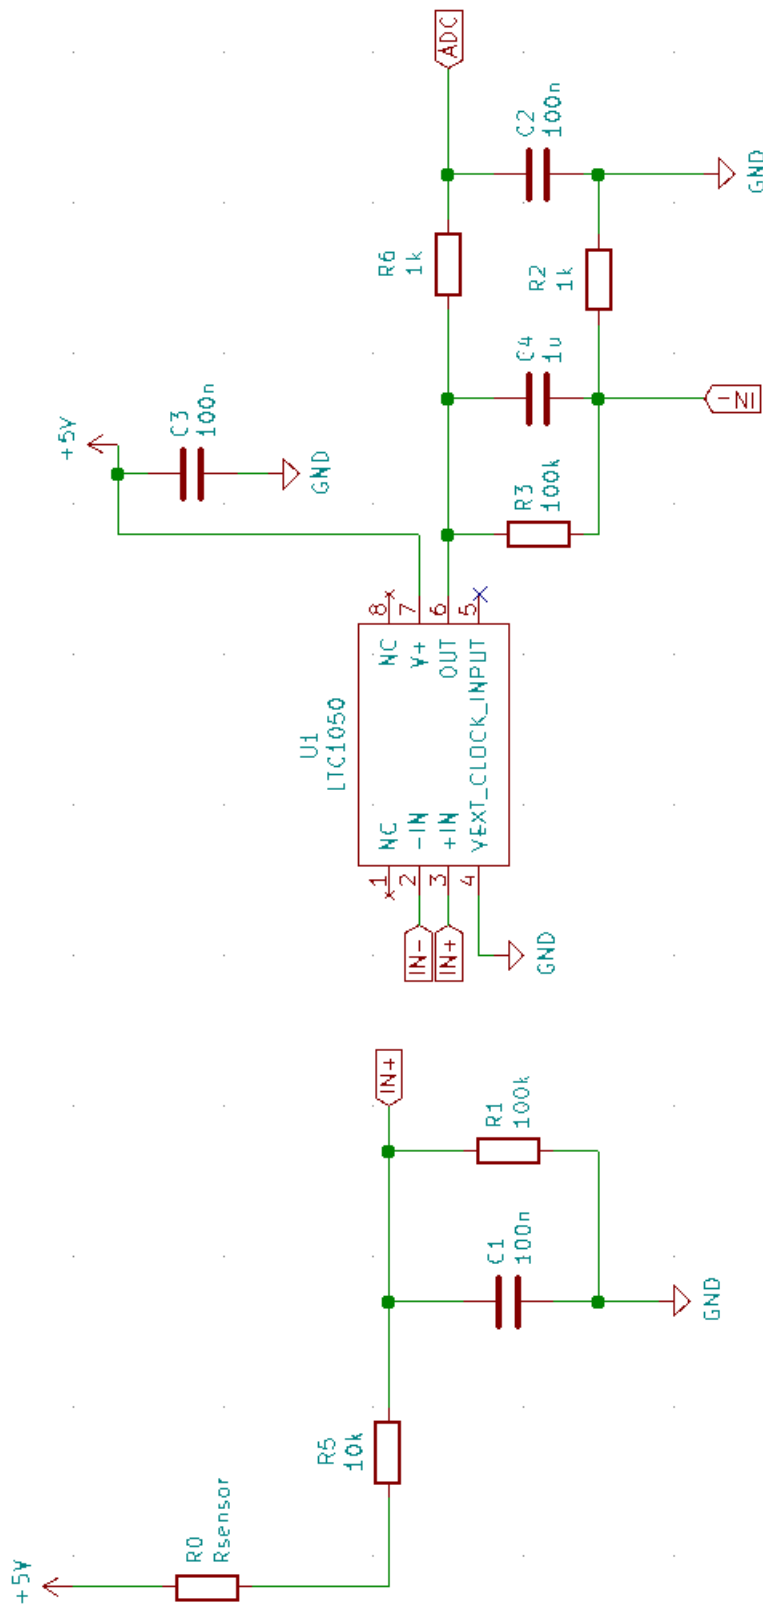 +5V
R0
Rsensor
R5
10k
C1
100n
GND
R1
100k
IN+
IN-
IN+
GND
U1
LTC1050
1
2
3
4
NC
-IN
+IN
EXT_CLOCK_INPUT
NC
V+
OUT
8
7
6
5
+5V
C3
100n
GND
R3
100k
C4
1u
IN-
R6
1k
R2
1k
C2
100n
GND
ADC